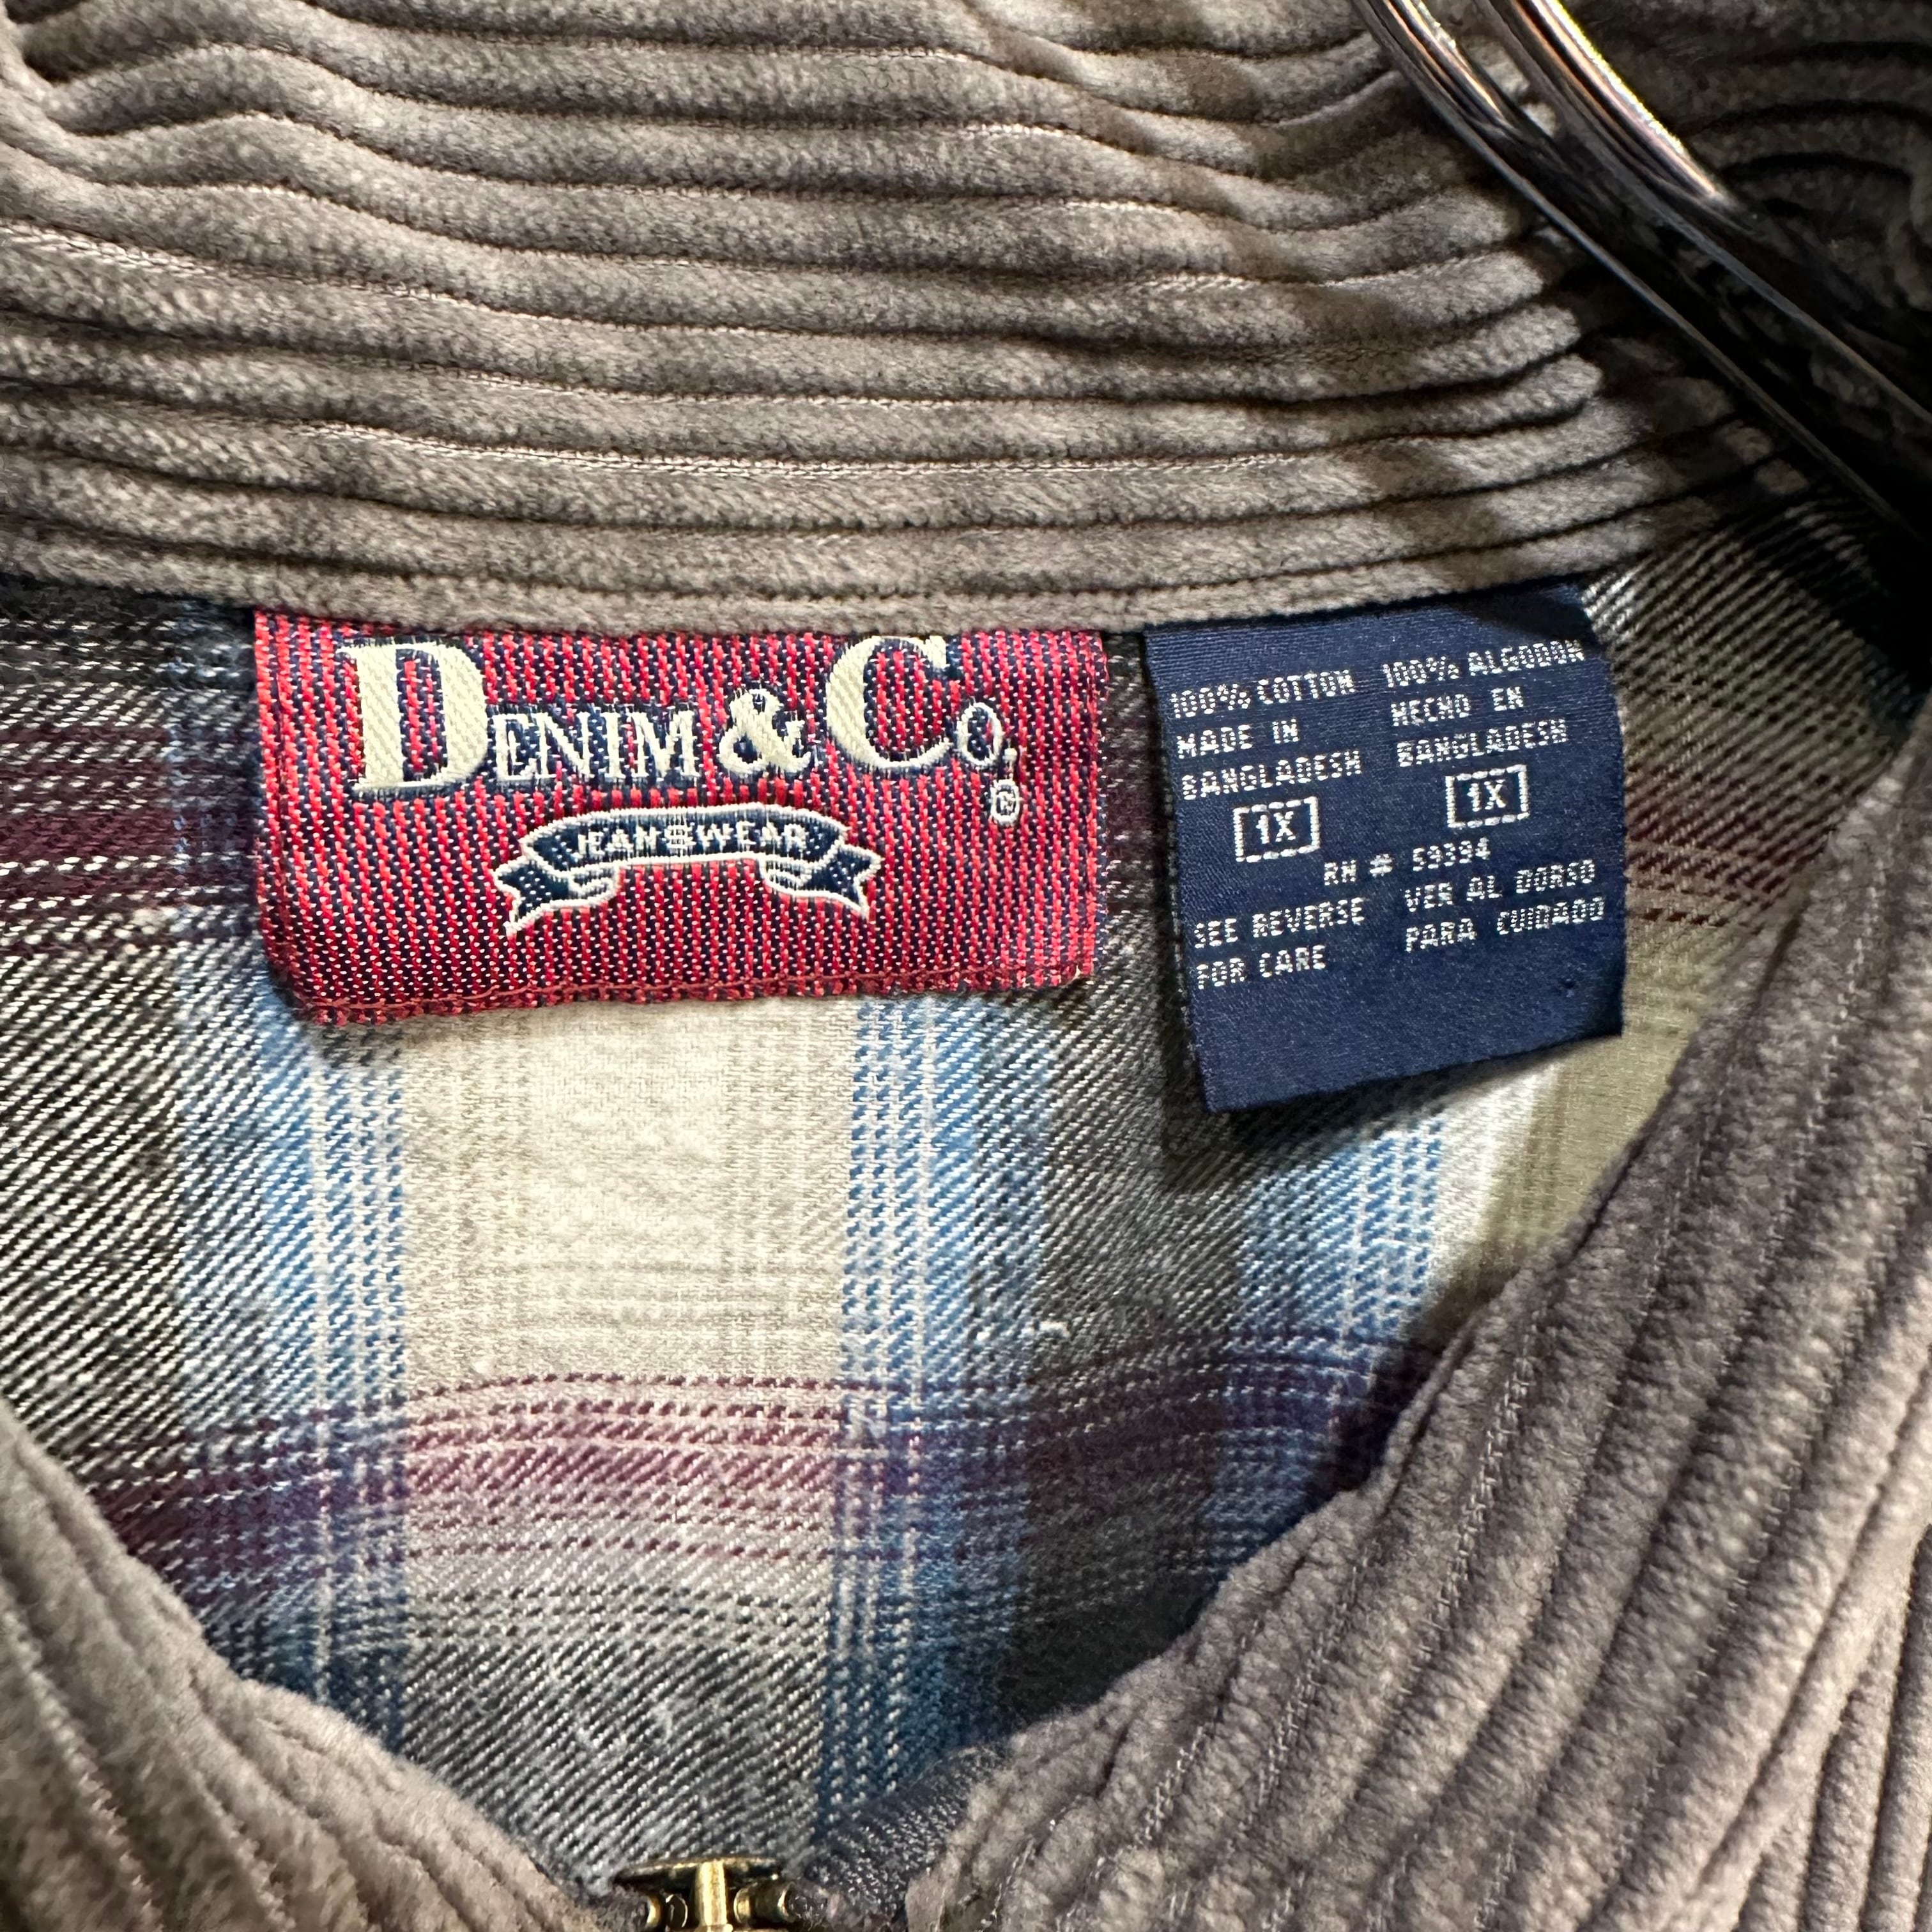 DENIM & CO.
®
JEANSWEAR
100% COTTON
MADE IN
BANGLADESH
1X
100% ALGODON
HECHO EN
BANGLADESH
1X
RN # 59394
SEE REVERSE
FOR CARE
VER AL DORSO
PARA CUIDADO